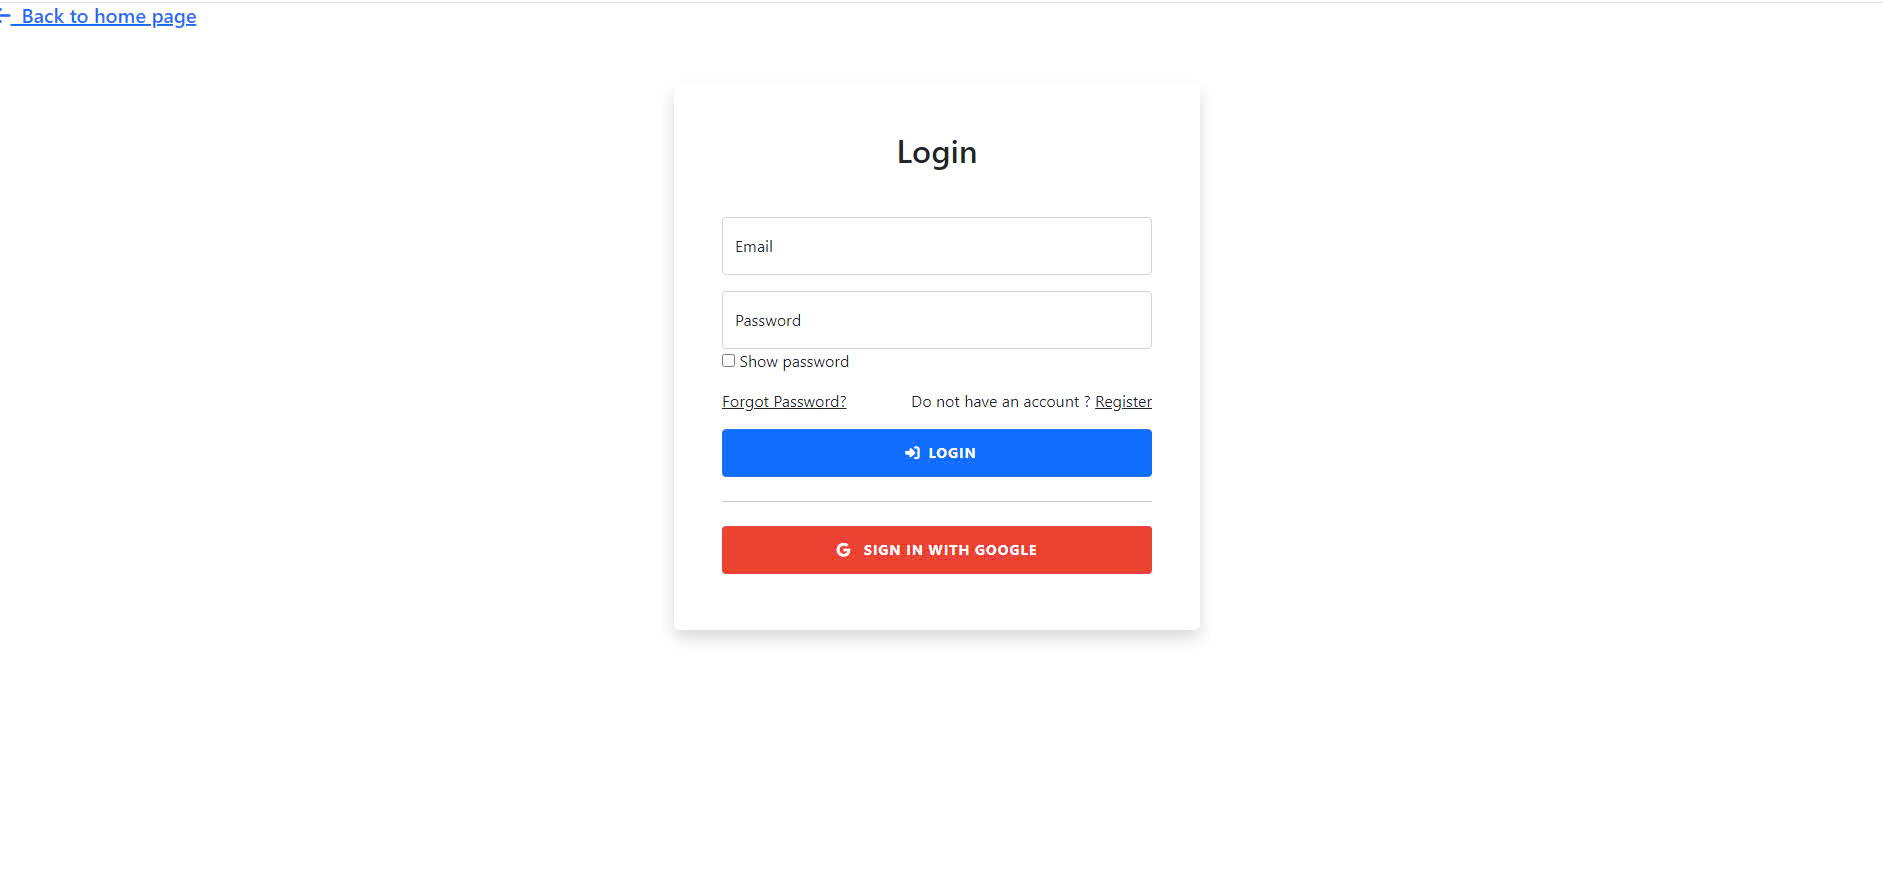 Back to home page
Login
Email
Password
Show password
Forgot Password? Do not have an account ? Register
LOGIN
SIGN IN WITH GOOGLE